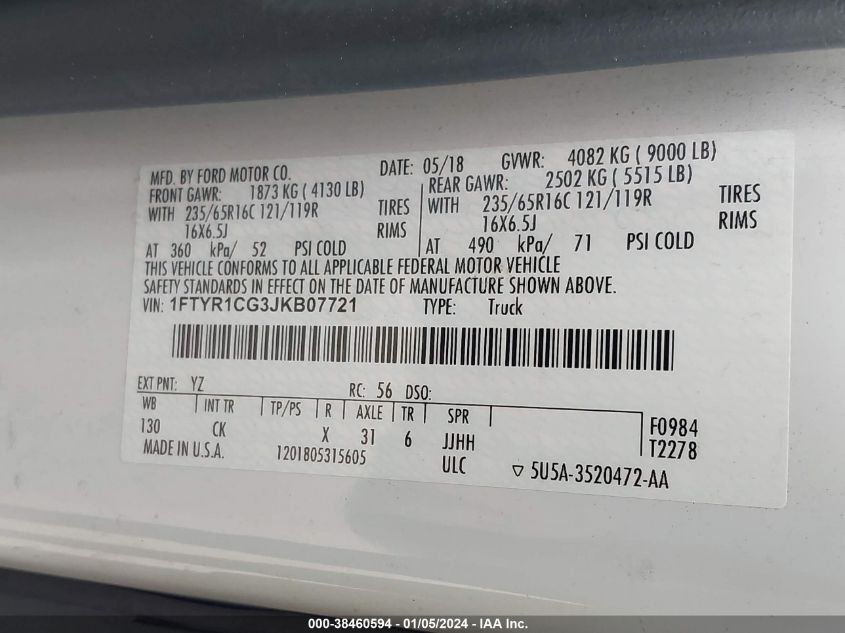 MFD. BY FORD MOTOR CO. DATE: 05/18 GVWR: 4082 KG ( 9000 LB)
FRONT GAWR: 1873 KG ( 4130 LB) REAR GAWR: 2502 KG ( 5515 LB)
WITH 235/65R16C 121/119R TIRES WITH 235/65R16C 121/119R TIRES
16X6.5J RIMS 16X6.5J RIMS
AT 360 kPa/ 52 PSI COLD AT 490 kPa/ 71 PSI COLD
THIS VEHICLE CONFORMS TO ALL APPLICABLE FEDERAL MOTOR VEHICLE
SAFETY STANDARDS IN EFFECT ON THE DATE OF MANUFACTURE SHOWN ABOVE.
VIN: 1FTYR1CG3JKB07721 TYPE: Truck
EXT PNT: YZ RC: 56 DSO:
WB INT TR TP/PS R AXLE TR SPR F0984
130 CK X 31 6 JJHH T2278
MADE IN U.S.A. 1201805315605 ULC ▽ 5U5A-3520472-AA
000-38460594 - 01/05/2024 - IAA Inc.